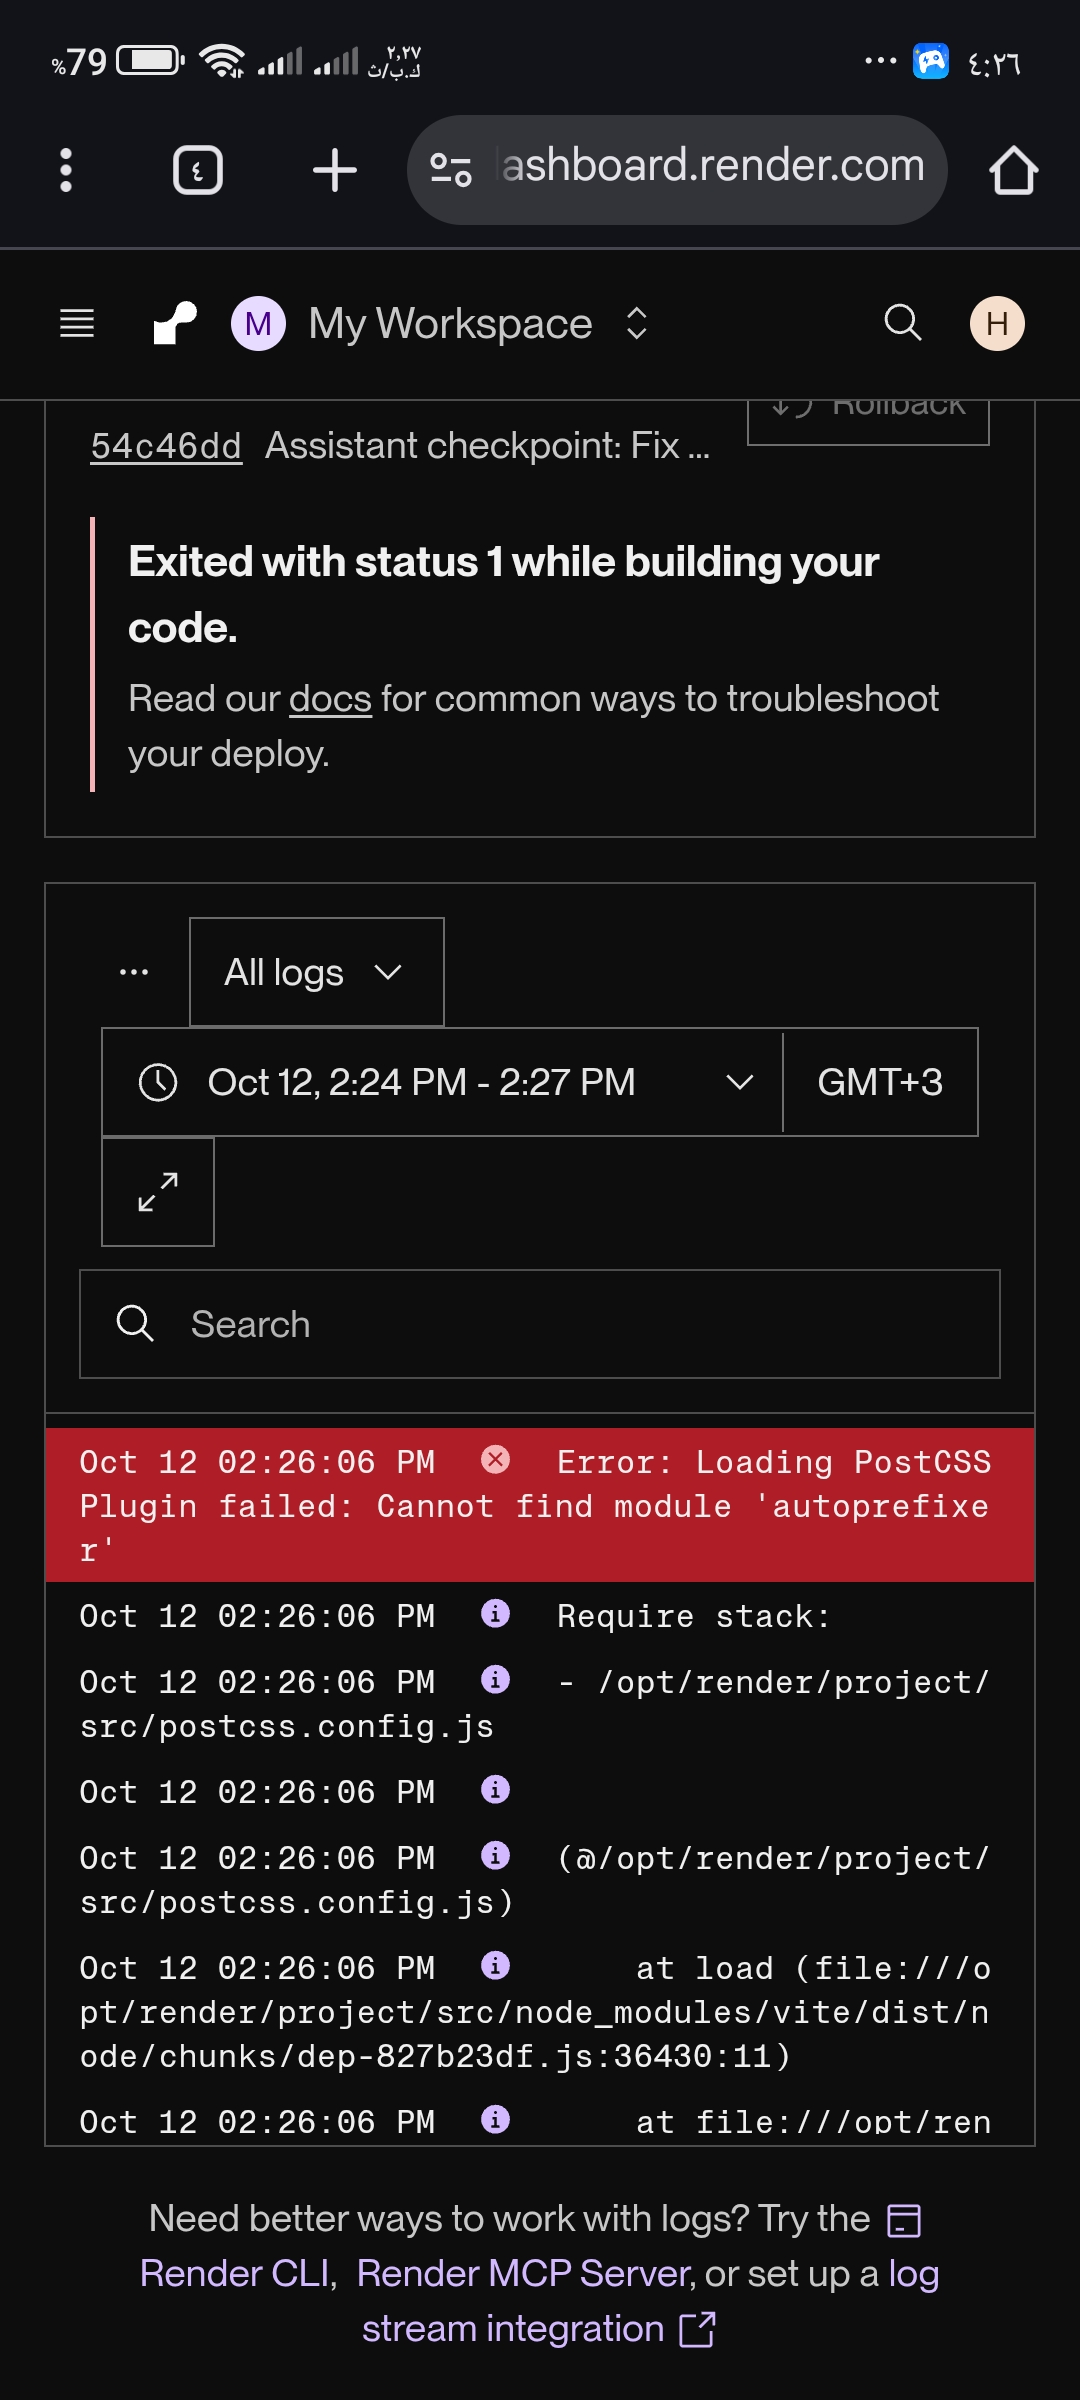 %79
٢,٢٧
ك.ب/ث
٤:٢٦
٤
ashboard.render.com
M
My Workspace
H
Rollback
54c46dd Assistant checkpoint: Fix ...
Exited with status 1 while building your
code.
Read our docs for common ways to troubleshoot
your deploy.
All logs
Oct 12, 2:24 PM - 2:27 PM
GMT+3
Search
Oct 12 02:26:06 PM Error: Loading PostCSS
Plugin failed: Cannot find module 'autoprefixe
r'
Oct 12 02:26:06 PM Require stack:
Oct 12 02:26:06 PM - /opt/render/project/
src/postcss.config.js
Oct 12 02:26:06 PM
Oct 12 02:26:06 PM (@/opt/render/project/
src/postcss.config.js)
Oct 12 02:26:06 PM at load (file:///o
pt/render/project/src/node_modules/vite/dist/n
ode/chunks/dep-827b23df.js:36430:11)
Oct 12 02:26:06 PM at file:///opt/ren
Need better ways to work with logs? Try the
Render CLI, Render MCP Server, or set up a log
stream integration